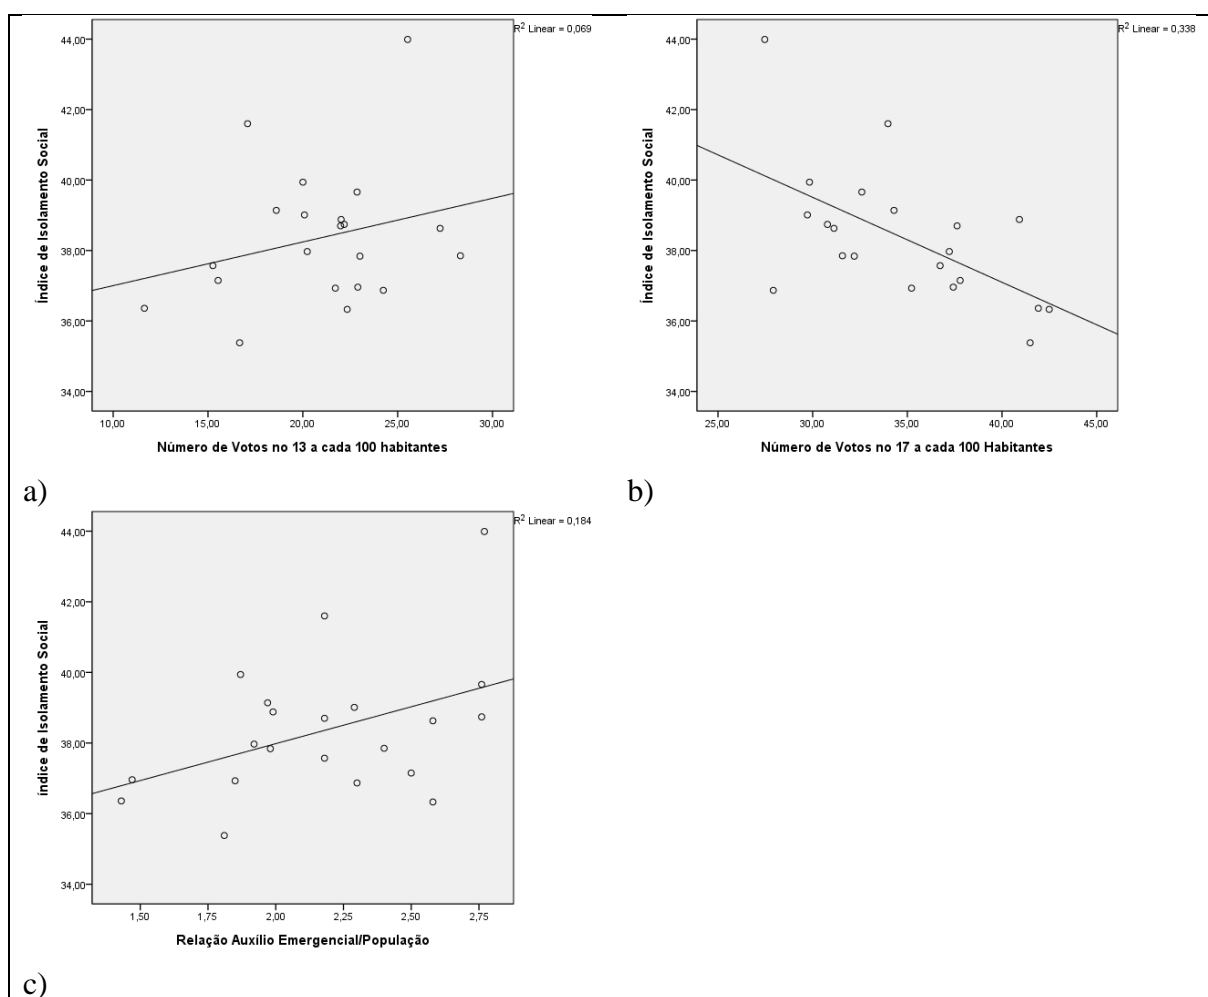 R² Linear = 0,069
44,00
42,00
40,00
38,00
36,00
34,00
Índice de Isolamento Social
10,00 15,00 20,00 25,00 30,00
Número de Votos no 13 a cada 100 habitantes
a)
R² Linear = 0,338
44,00
42,00
40,00
38,00
36,00
34,00
Índice de Isolamento Social
25,00 30,00 35,00 40,00 45,00
Número de Votos no 17 a cada 100 Habitantes
b)
R² Linear = 0,184
44,00
42,00
40,00
38,00
36,00
34,00
índice de Isolamento Social
1,50 1,75 2,00 2,25 2,50 2,75
Relação Auxílio Emergencial/População
c)